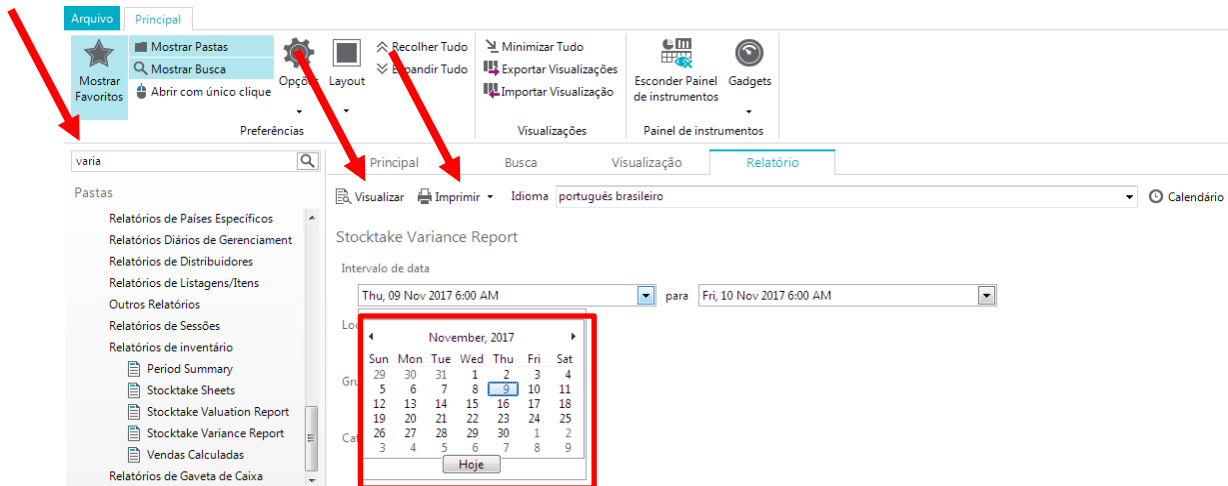 Arquivo Principal
Mostrar Favoritos
Mostrar Pastas
Mostrar Busca
Abrir com único clique
Opções
Layout
Recolher Tudo
Expandir Tudo
Preferências
Minimizar Tudo
Exportar Visualizações
Importar Visualização
Visualizações
Esconder Painel
de instrumentos
Gadgets
Painel de instrumentos
varia
Pastas
Relatórios de Países Específicos
Relatórios Diários de Gerenciament
Relatórios de Distribuidores
Relatórios de Listagens/Itens
Outros Relatórios
Relatórios de Sessões
Relatórios de inventário
Period Summary
Stocktake Sheets
Stocktake Valuation Report
Stocktake Variance Report
Vendas Calculadas
Relatórios de Gaveta de Caixa
Principal Busca Visualização Relatório
Visualizar Imprimir Idioma português brasileiro Calendário
Stocktake Variance Report
Intervalo de data
Thu, 09 Nov 2017 6:00 AM para Fri, 10 Nov 2017 6:00 AM
Loc
Gru
Cat
November, 2017
Sun Mon Tue Wed Thu Fri Sat
29 30 31 1 2 3 4
5 6 7 8 9 10 11
12 13 14 15 16 17 18
19 20 21 22 23 24 25
26 27 28 29 30 1 2
3 4 5 6 7 8 9
Hoje